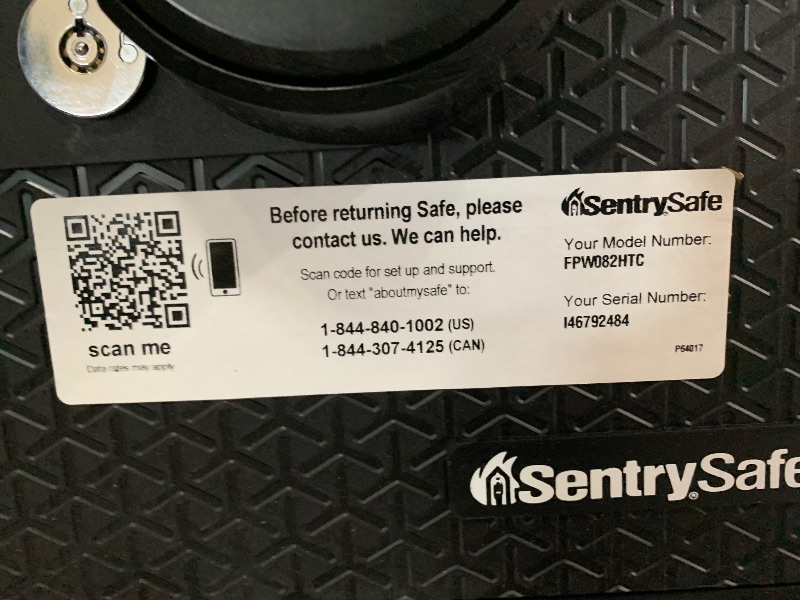 Before returning Safe, please
contact us. We can help.
Scan code for set up and support.
Or text "aboutmysafe" to:
1-844-840-1002 (US)
1-844-307-4125 (CAN)
scan me
Data rates may apply
SentrySafe
Your Model Number:
FPW082HTC
Your Serial Number:
I46792484
P64017
SentrySafe